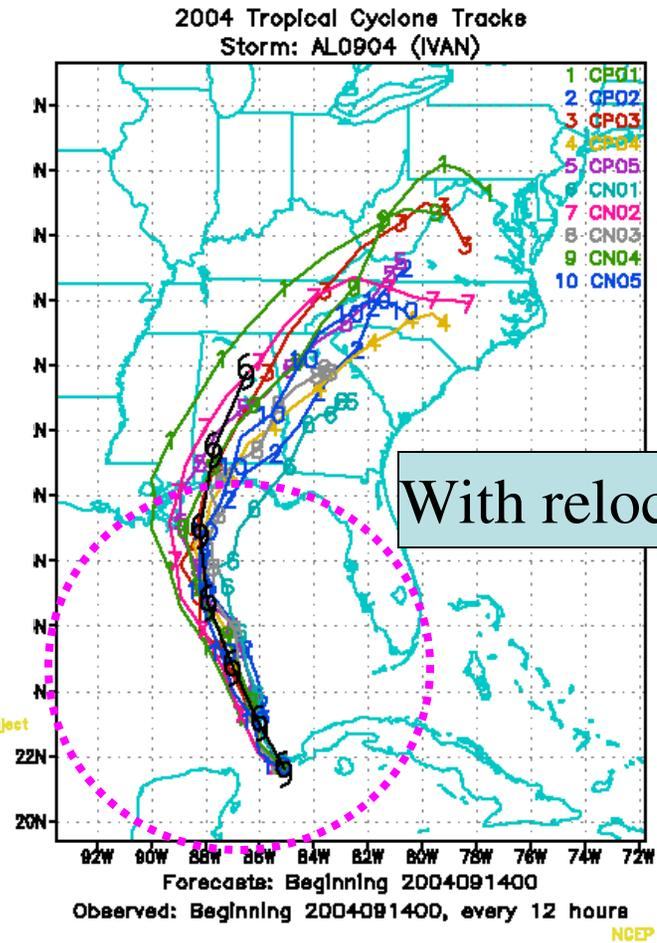 2004 Tropical Cyclone Tracks
Storm: AL0904 (IVAN)
1 CP01
2 CP02
3 CP03
4 CP04
5 CP05
6 CN01
7 CN02
8 CN03
9 CN04
10 CN05
With reloc
ject
22N
20N
92W 90W 88W 86W 84W 82W 80W 78W 76W 74W 72W
Forecasts: Beginning 2004091400
Observed: Beginning 2004091400, every 12 hours
NCEP